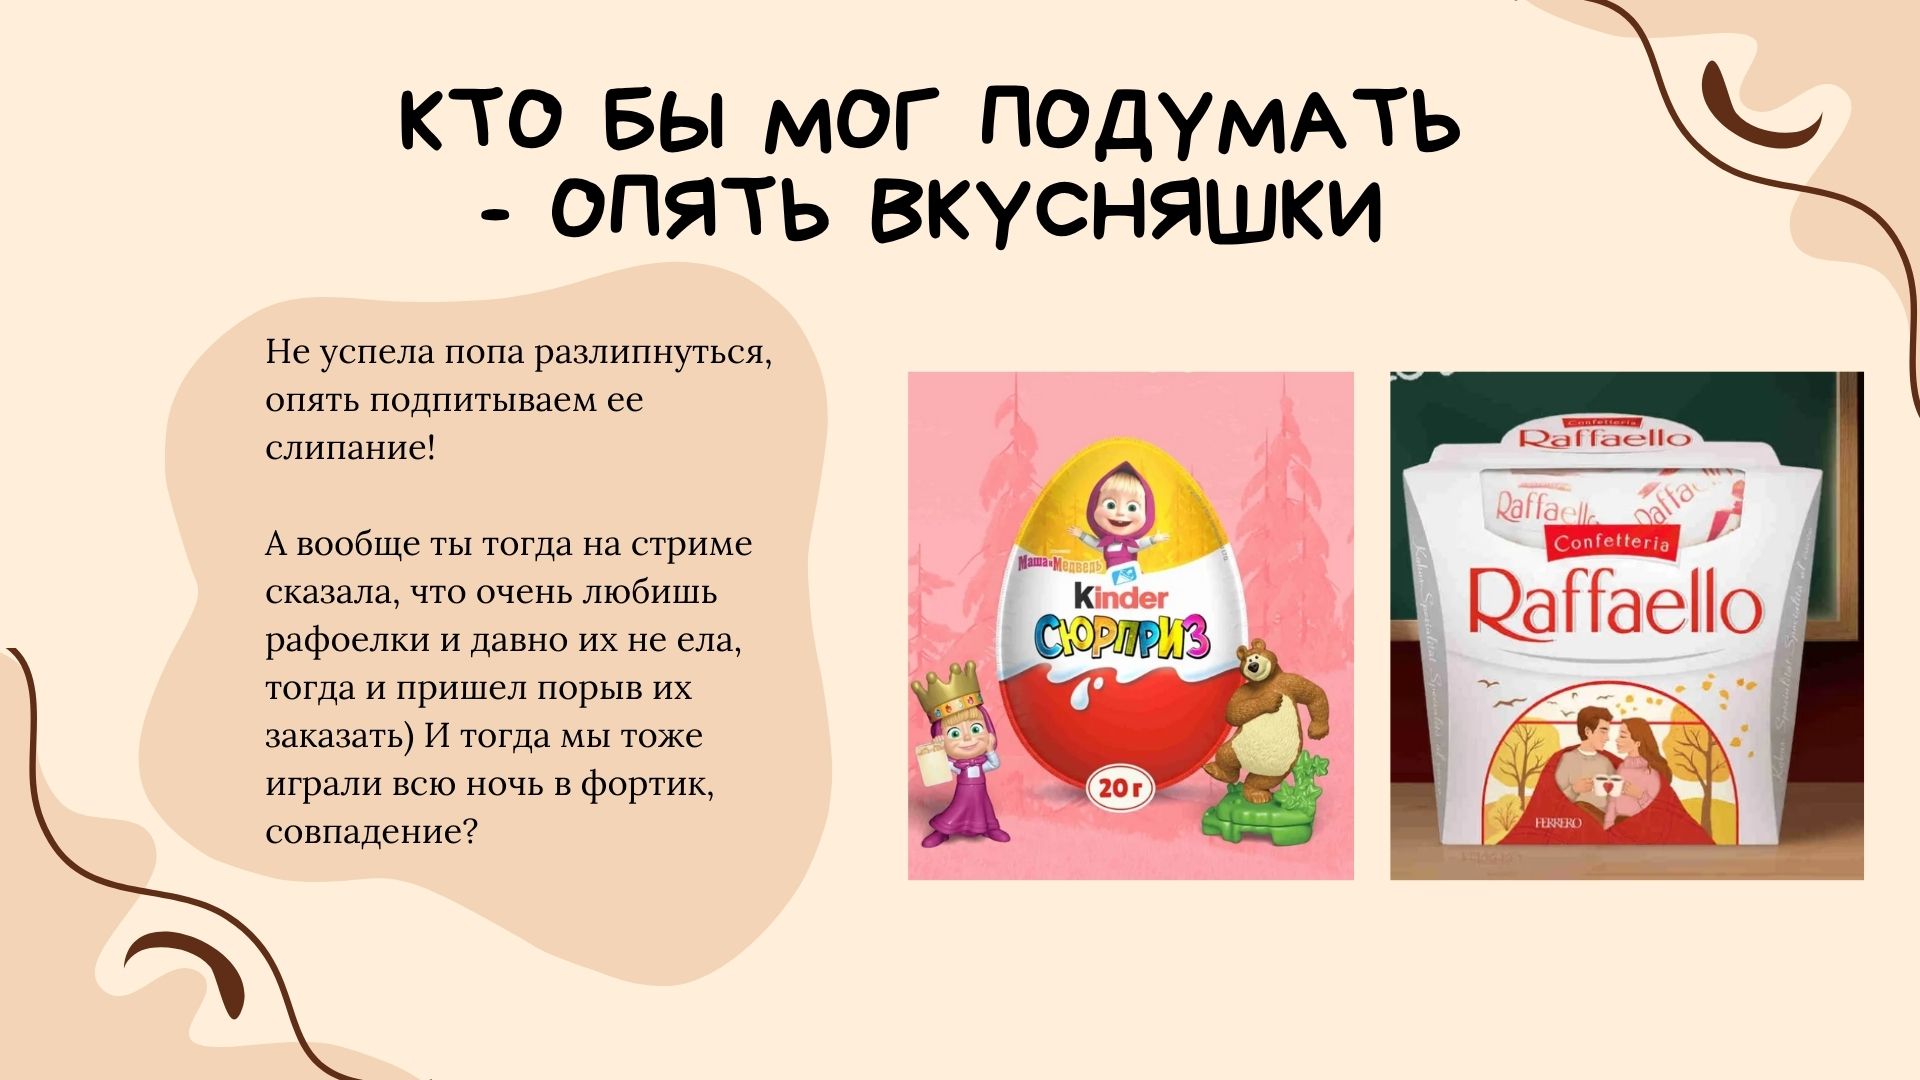 КТО БЫ МОГ ПОДУМАТЬ
- ОПЯТЬ ВКУСНЯШКИ
Не успела попа разлипнуться,
опять подпитываем ее
слипание!
А вообще ты тогда на стриме
сказала, что очень любишь
рафоелки и давно их не ела,
тогда и пришел порыв их
заказать) И тогда мы тоже
играли всю ночь в фортик,
совпадение?
Маша и Медведь
Kinder
СЮРПРИЗ
20 г
Confetteria
Raffaello
Raffaello
Raffaello
Confetteria
Raffaello
FERRERO